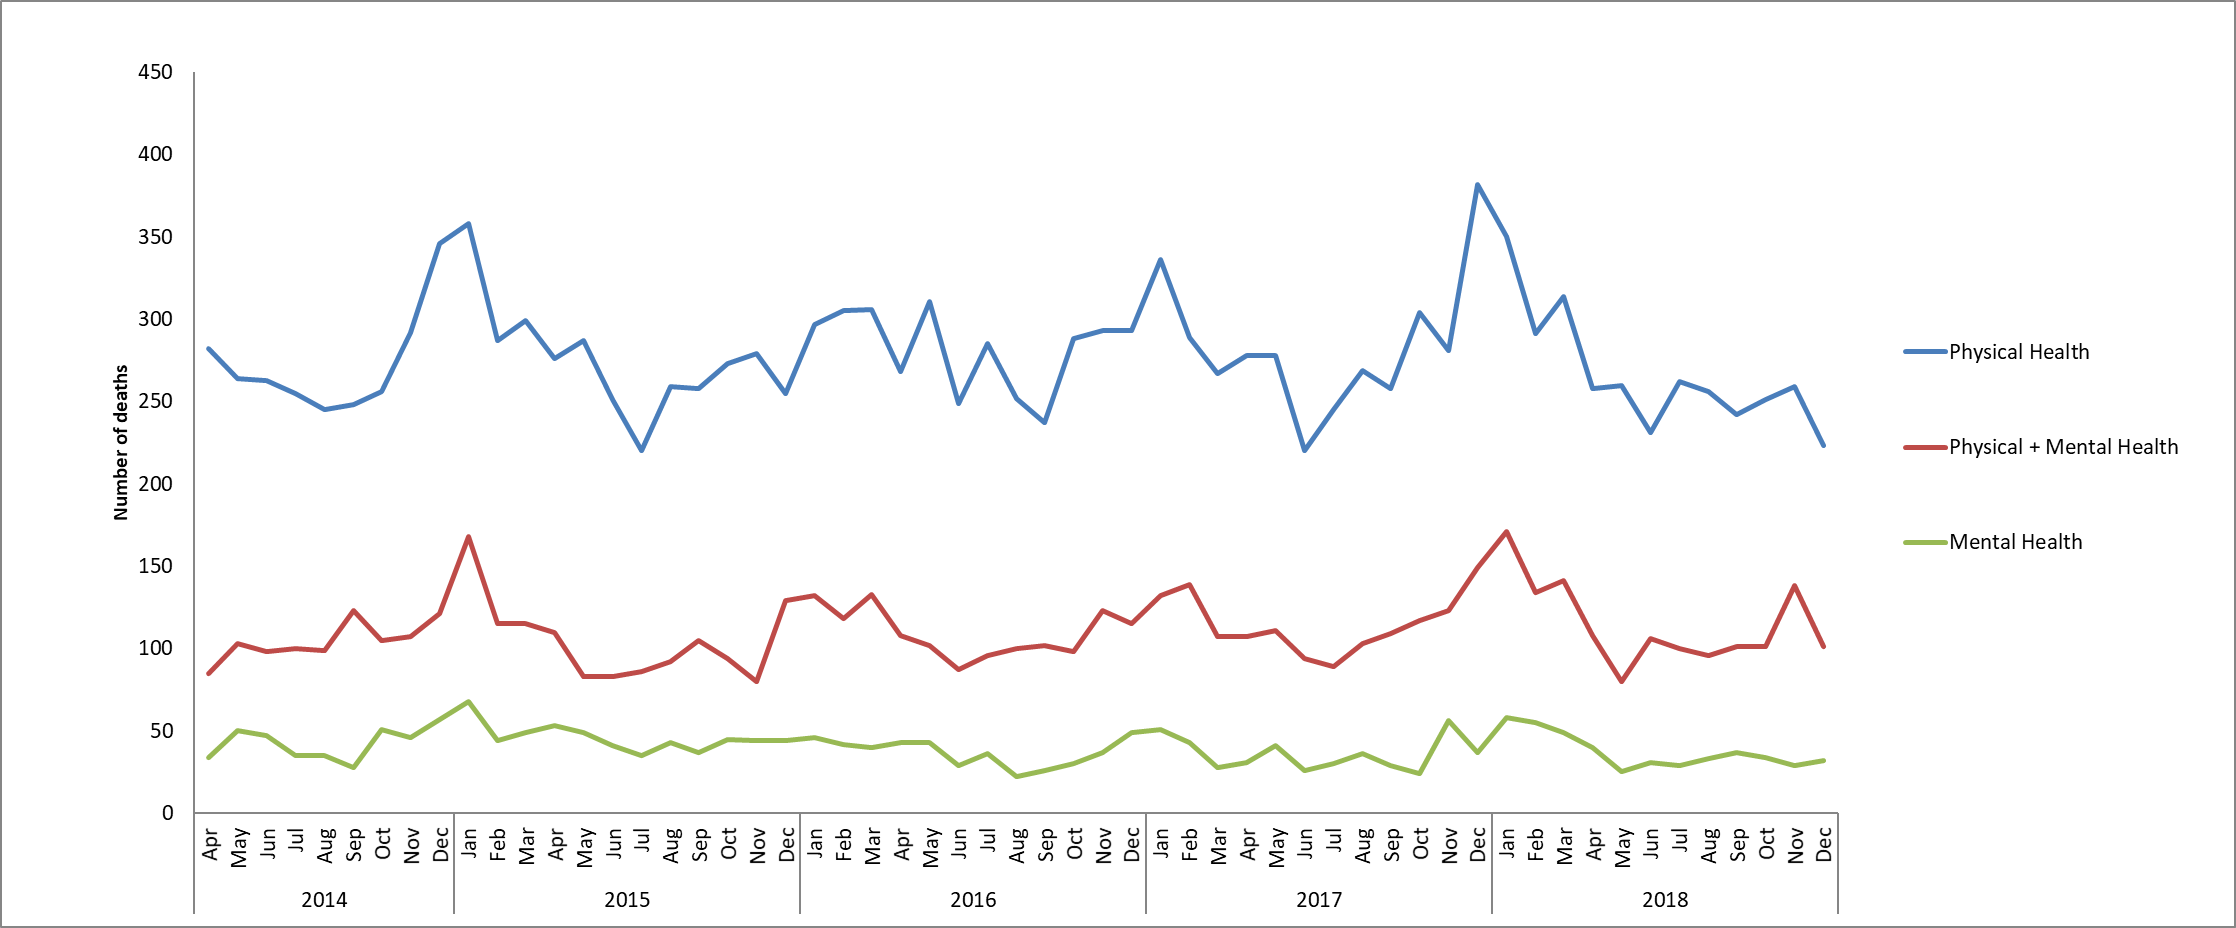 450
400
350
300
250
200
150
100
50
0
Number of deaths
Physical Health
Physical + Mental Health
Mental Health
Apr May Jun Jul Aug Sep Oct Nov Dec Jan Feb Mar Apr May Jun Jul Aug Sep Oct Nov Dec Jan Feb Mar Apr May Jun Jul Aug Sep Oct Nov Dec Jan Feb Mar Apr May Jun Jul Aug Sep Oct Nov Dec Jan Feb Mar Apr May Jun Jul Aug Sep Oct Nov Dec
2014 2015 2016 2017 2018